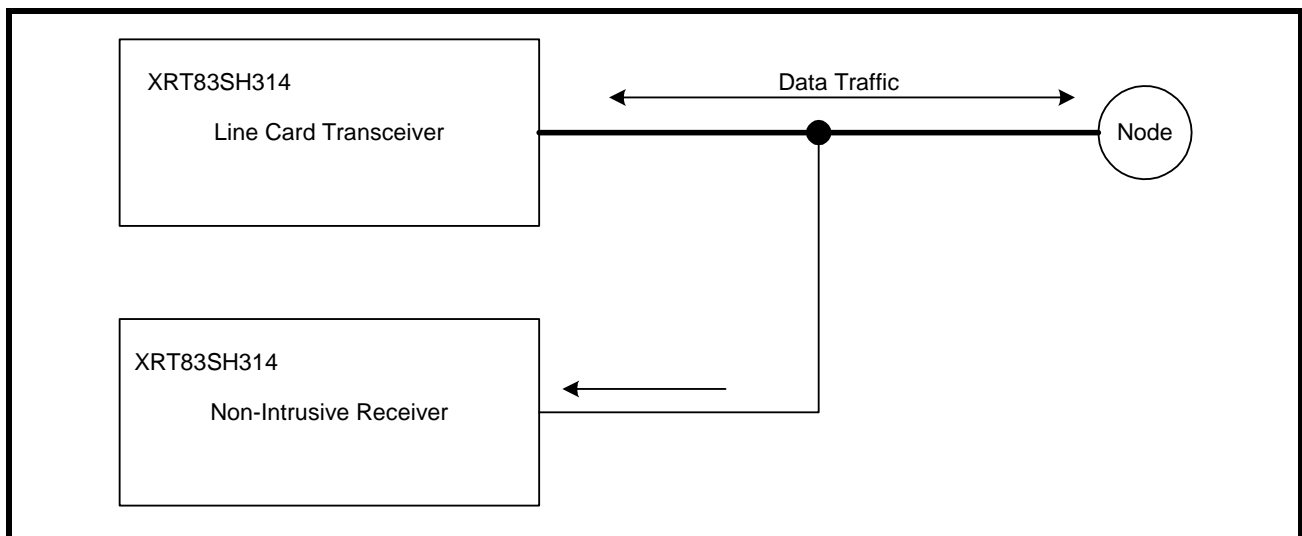 XRT83SH314
Line Card Transceiver
Data Traffic
Node
XRT83SH314
Non-Intrusive Receiver